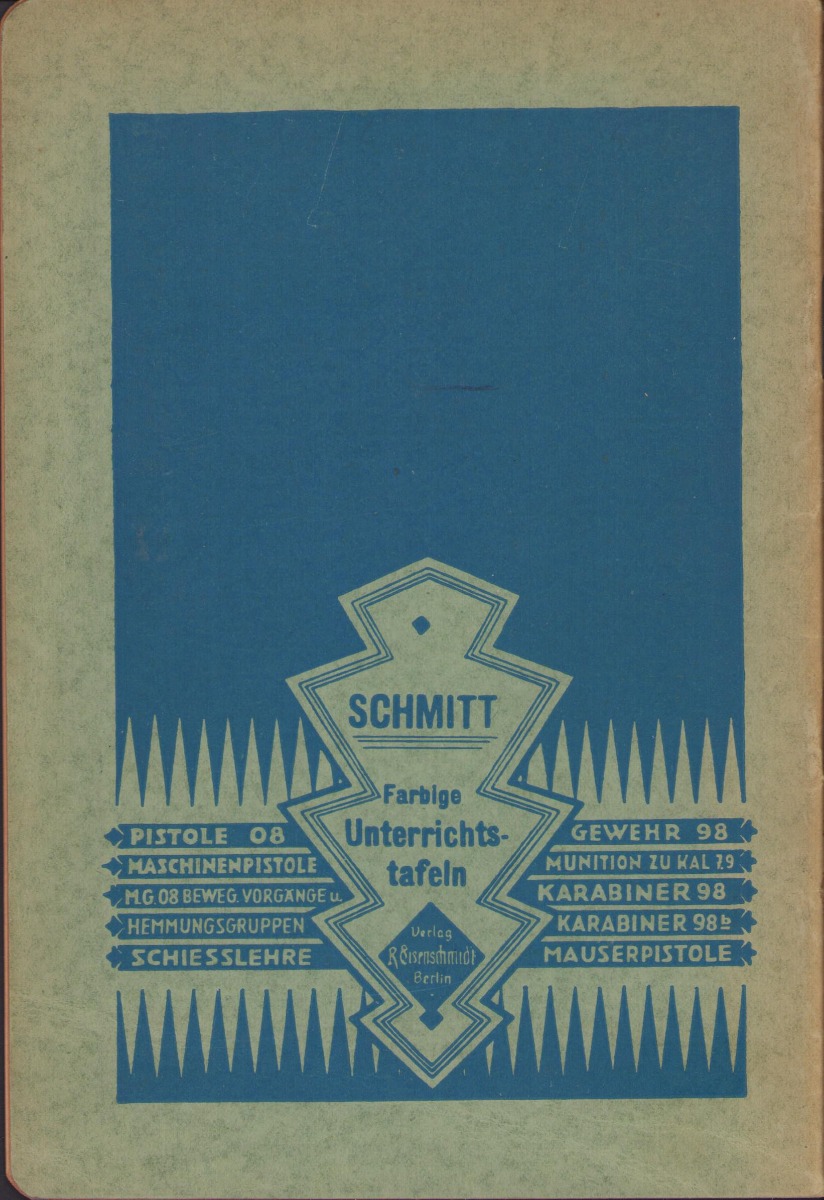 SCHMITT
Farbige
Unterrichts-
tafeln
PISTOLE 08
MASCHINENPISTOLE
M.G. 08 BEWEG. VORGÄNGE u.
HEMMUNGSGRUPPEN
SCHIESSLEHRE
GEWEHR 98
MUNITION ZU KAL 7.9
KARABINER 98
KARABINER 98b
MAUSERPISTOLE
Verlag
R. Eisenschmidt
Berlin